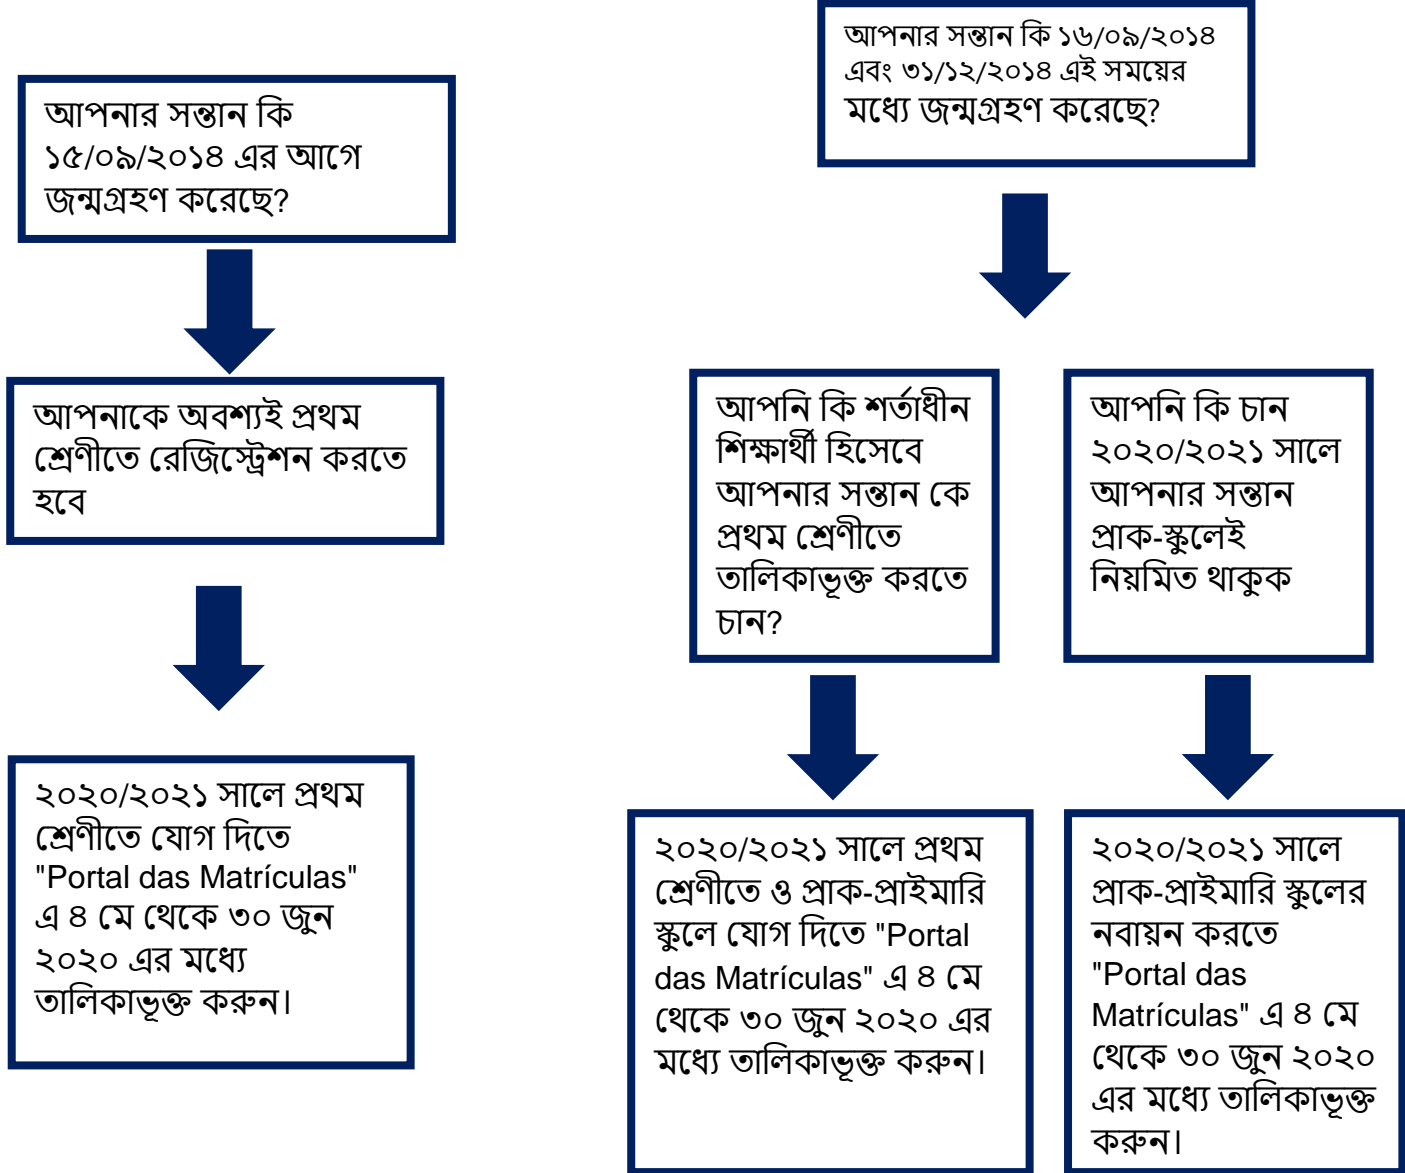 আপনার সন্তান কি
১৫/০৯/২০১৪ এর আগে
জন্মগ্রহণ করেছে?
আপনাকে অবশ্যই প্রথম
শ্রেণীতে রেজিস্ট্রেশন করতে
হবে
২০২০/২০২১ সালে প্রথম
শ্রেণীতে যোগ দিতে
"Portal das Matrículas"
এ ৪ মে থেকে ৩০ জুন
২০২০ এর মধ্যে
তালিকাভূক্ত করুন।
আপনার সন্তান কি ১৬/০৯/২০১৪
এবং ৩১/১২/২০১৪ এই সময়ের
মধ্যে জন্মগ্রহণ করেছে?
আপনি কি শর্তাধীন
শিক্ষার্থী হিসেবে
আপনার সন্তান কে
প্রথম শ্রেণীতে
তালিকাভূক্ত করতে
চান?
২০২০/২০২১ সালে প্রথম
শ্রেণীতে ও প্রাক-প্রাইমারি
স্কুলে যোগ দিতে "Portal
das Matrículas" এ ৪ মে
থেকে ৩০ জুন ২০২০ এর
মধ্যে তালিকাভূক্ত করুন।
আপনি কি চান
২০২০/২০২১ সালে
আপনার সন্তান
প্রাক-স্কুলেই
নিয়মিত থাকুক
২০২০/২০২১ সালে
প্রাক-প্রাইমারি স্কুলের
নবায়ন করতে
"Portal das
Matrículas" এ ৪ মে
থেকে ৩০ জুন ২০২০
এর মধ্যে তালিকাভূক্ত
করুন।